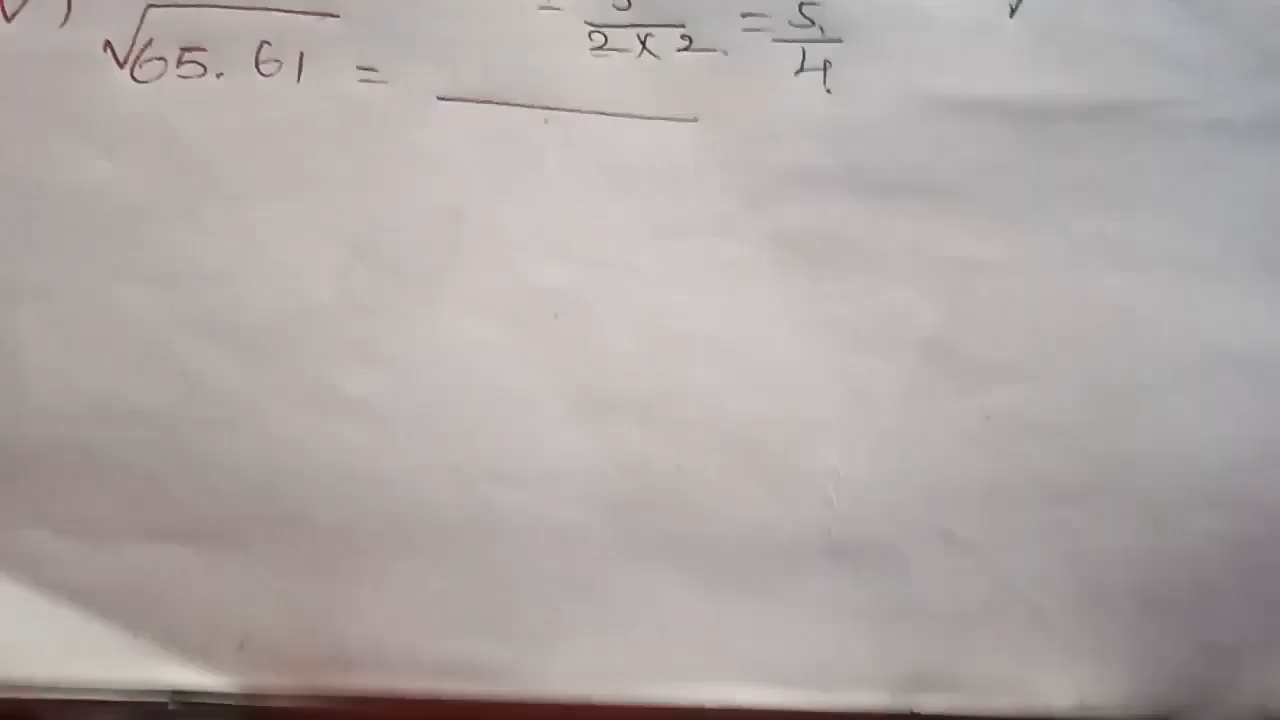 √65.61 = ________
= 5/(2 × 2) = 5/4